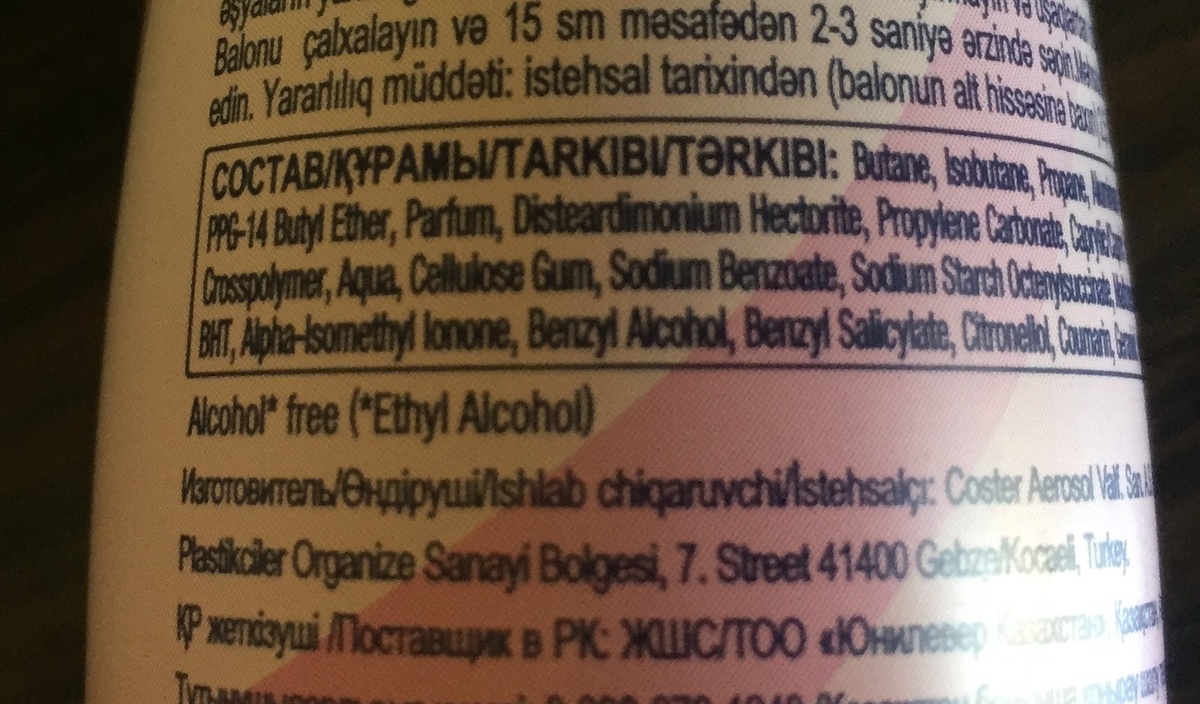 əşyaların
Balonu çalxalayın və 15 sm məsafədən 2-3 saniyə ərzində səpin.
edin. Yararlılıq müddəti: istehsal tarixindən (balonun alt hissəsinə baxın)
СОСТАВ/ҚҰРАМЫ/TARKIBI/TƏRKIBI: Butane, Isobutane, Propane,
PPG-14 Butyl Ether, Parfum, Disteardimonium Hectorite, Propylene Carbonate,
Crosspolymer, Aqua, Cellulose Gum, Sodium Benzoate, Sodium Starch Octenylsuccinate,
BHT, Alpha-Isomethyl Ionone, Benzyl Alcohol, Benzyl Salicylate, Citronellol, Coumarin,
Alcohol* free (*Ethyl Alcohol)
Изготовитель/Өндіруші/Ishlab chiqaruvchi/İstehsalçı: Coster Aerosol Valf. San.
Plastikciler Organize Sanayi Bolgesi, 7. Street 41400 Gebze/Kocaeli, Turkey.
ҚР жеткізуші /Поставщик в РК: ЖШС/ТОО «Юнилевер Казахстан»,